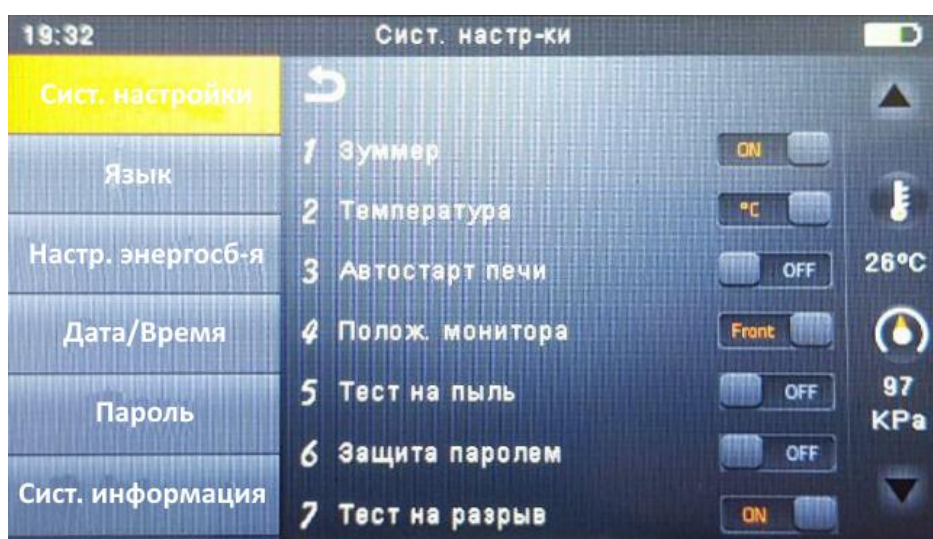 19:32 Сист. настр-ки
Сист. настройки
Язык
Настр. энергосб-я
Дата/Время
Пароль
Сист. информация
1 Зуммер ON
2 Температура °C
3 Автостарт печи OFF
4 Полож. монитора Front
5 Тест на пыль OFF
6 Защита паролем OFF
7 Тест на разрыв ON
26°C
97
KPa